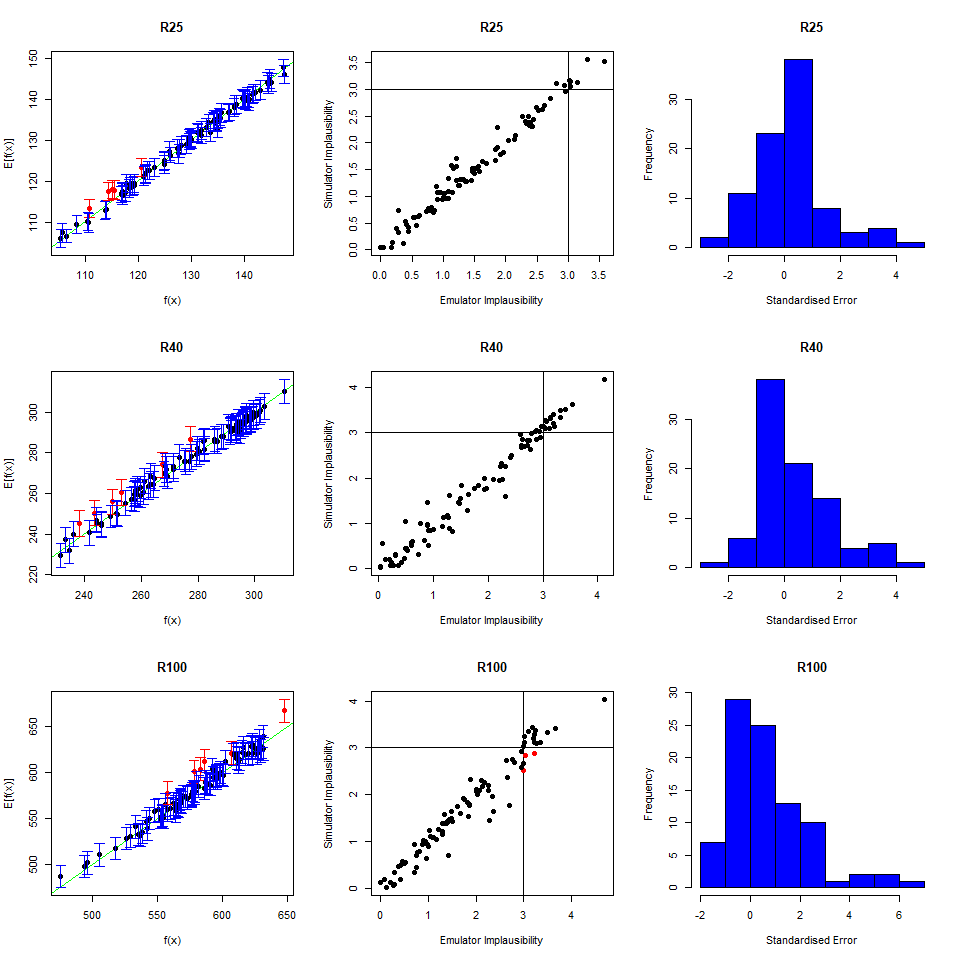 R25 R25 R25
E[f(x)]
110 120 130 140 150
110 120 130 140
f(x)
Simulator Implausibility
0.0 0.5 1.0 1.5 2.0 2.5 3.0 3.5
0.0 0.5 1.0 1.5 2.0 2.5 3.0 3.5
Emulator Implausibility
Frequency
0 10 20 30
-2 0 2 4
Standardised Error
R40 R40 R40
E[f(x)]
220 240 260 280 300
240 260 280 300
f(x)
Simulator Implausibility
0 1 2 3 4
0 1 2 3 4
Emulator Implausibility
Frequency
0 10 20 30
-2 0 2 4
Standardised Error
R100 R100 R100
E[f(x)]
500 550 600 650
500 550 600 650
f(x)
Simulator Implausibility
0 1 2 3 4
0 1 2 3 4
Emulator Implausibility
Frequency
0 5 10 15 20 25 30
-2 0 2 4 6
Standardised Error